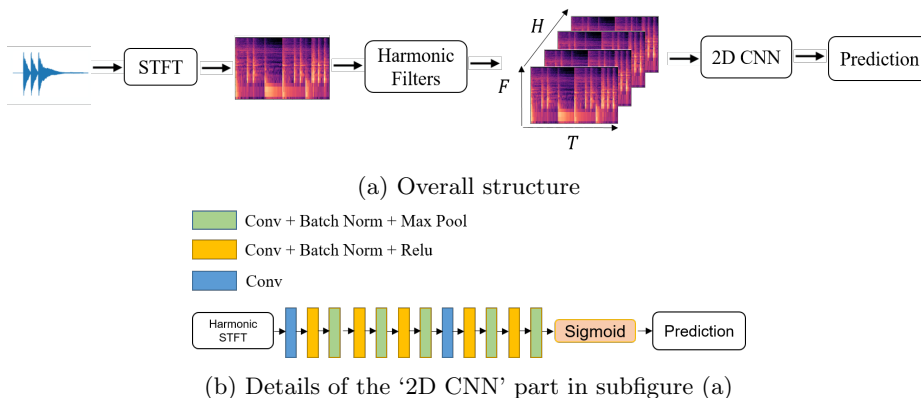 STFT
Harmonic
Filters
H
F
T
2D CNN
Prediction
(a) Overall structure
Conv + Batch Norm + Max Pool
Conv + Batch Norm + Relu
Conv
Harmonic
STFT
Sigmoid
Prediction
(b) Details of the ‘2D CNN’ part in subfigure (a)